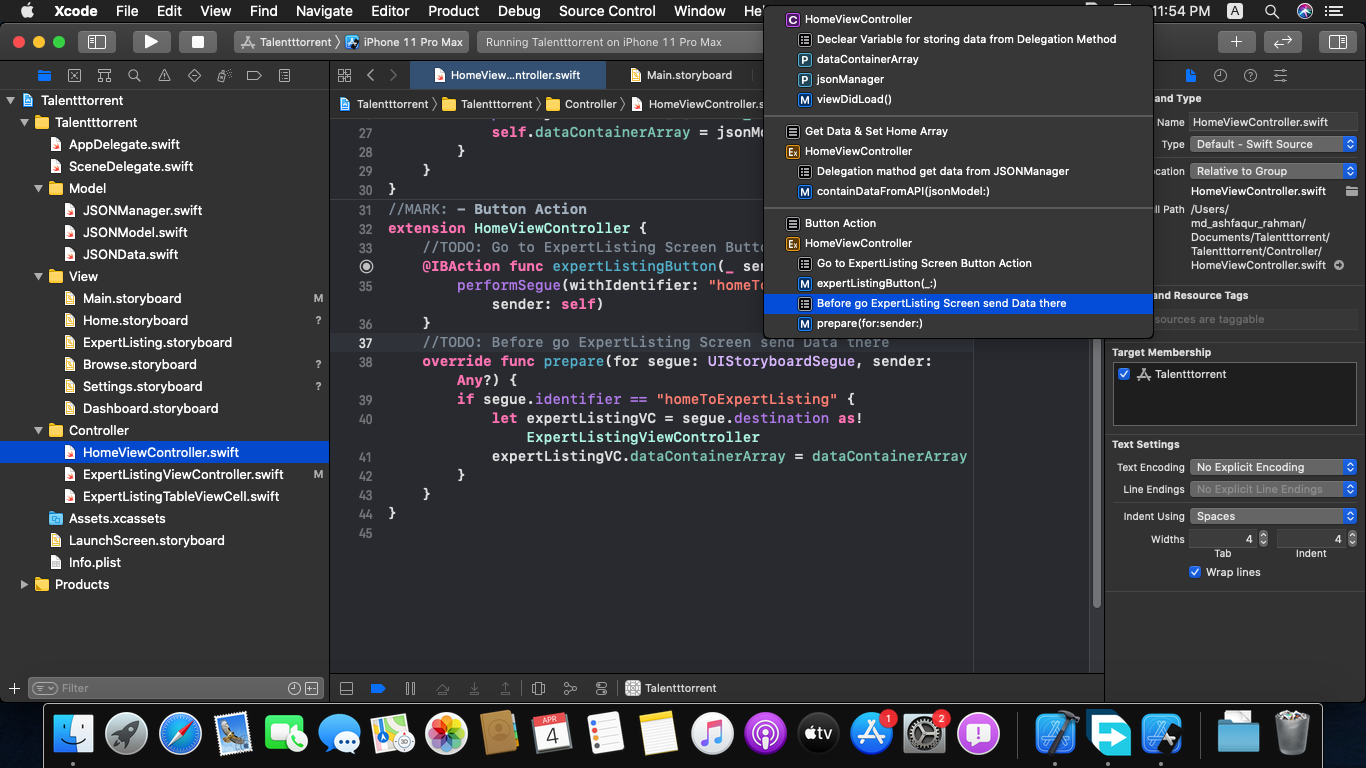 Xcode File Edit View Find Navigate Editor Product Debug Source Control Window 11:54 PM A
Talentttorrent iPhone 11 Pro Max
Running Talentttorrent on iPhone 11 Pro Max
HomeView...ntroller.swift
Main.storyboard
Talentttorrent Talentttorrent Controller HomeViewController.s
Talentttorrent
Talentttorrent
AppDelegate.swift
SceneDelegate.swift
Model
JSONManager.swift
JSONModel.swift
JSONData.swift
View
Main.storyboard M
Home.storyboard ?
ExpertListing.storyboard
Browse.storyboard ?
Settings.storyboard ?
Dashboard.storyboard
Controller
HomeViewController.swift
ExpertListingViewController.swift M
ExpertListingTableViewCell.swift
Assets.xcassets
LaunchScreen.storyboard
Info.plist
Products
Filter
27 self.dataContainerArray = jsonMo
28 }
29 }
30 }
31 //MARK: - Button Action
32 extension HomeViewController {
33 //TODO: Go to ExpertListing Screen Butt
@IBAction func expertListingButton(_ sen
35 performSegue(withIdentifier: "homeTo
sender: self)
36 }
37 //TODO: Before go ExpertListing Screen send Data there
38 override func prepare(for segue: UIStoryboardSegue, sender:
Any?) {
39 if segue.identifier == "homeToExpertListing" {
40 let expertListingVC = segue.destination as!
ExpertListingViewController
41 expertListingVC.dataContainerArray = dataContainerArray
42 }
43 }
44 }
45
Talentttorrent
C HomeViewController
Declear Variable for storing data from Delegation Method
P dataContainerArray
P jsonManager
M viewDidLoad()
Get Data & Set Home Array
Ex HomeViewController
Delegation mathod get data from JSONManager
M containDataFromAPI(jsonModel:)
Button Action
Ex HomeViewController
Go to ExpertListing Screen Button Action
M expertListingButton(_:)
Before go ExpertListing Screen send Data there
M prepare(for:sender:)
and Type
Name HomeViewController.swift
Type Default - Swift Source
ocation Relative to Group
HomeViewController.swift
ll Path /Users/
md_ashfaqur_rahman/
Documents/Talentttorrent/
Talentttorrent/Controller/
HomeViewController.swift
and Resource Tags
sources are taggable
Target Membership
Talentttorrent
Text Settings
Text Encoding No Explicit Encoding
Line Endings No Explicit Line Endings
Indent Using Spaces
Widths 4 4
Tab Indent
Wrap lines
APR
4
3D
tv
1
2